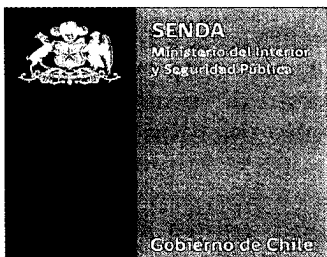 SENDA
Ministerio del Interior
y Seguridad Pública
Gobierno de Chile